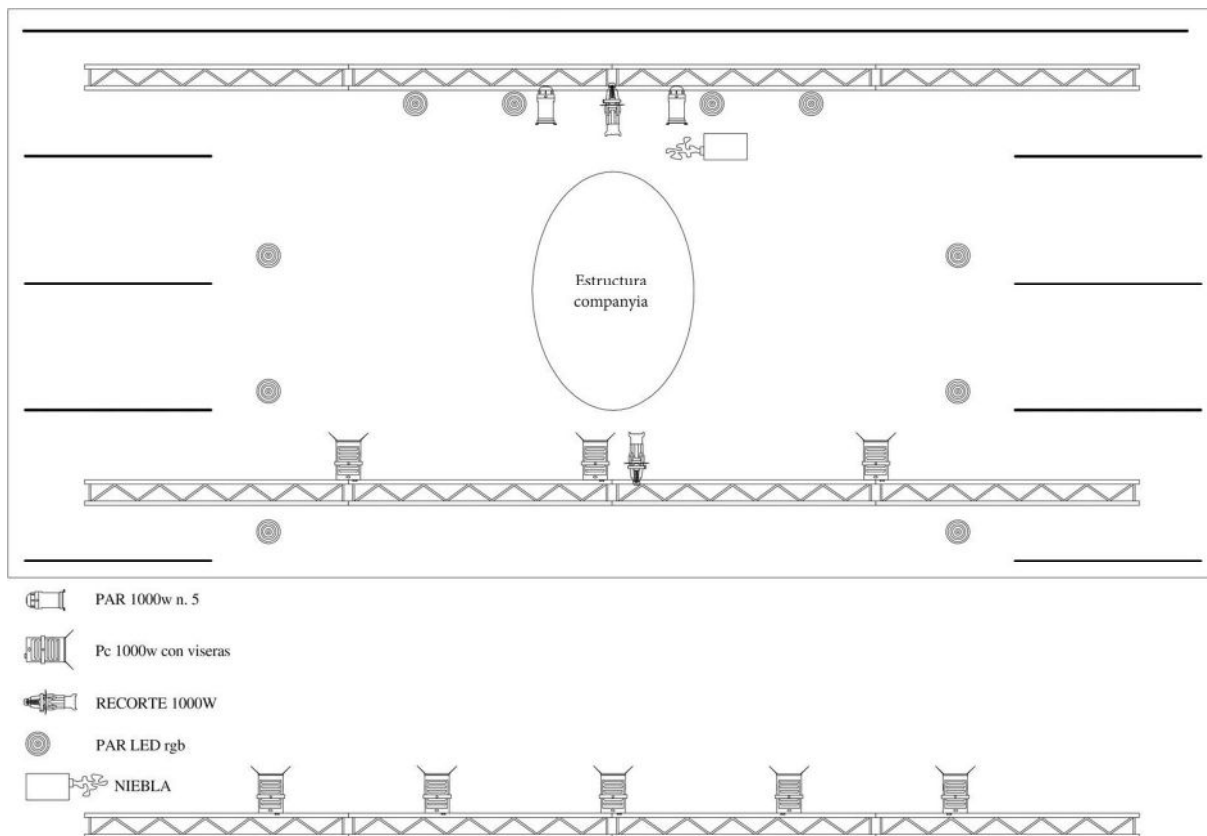 Estructura
companyia
PAR 1000w n. 5
Pc 1000w con viseras
RECORTE 1000W
PAR LED rgb
NIEBLA